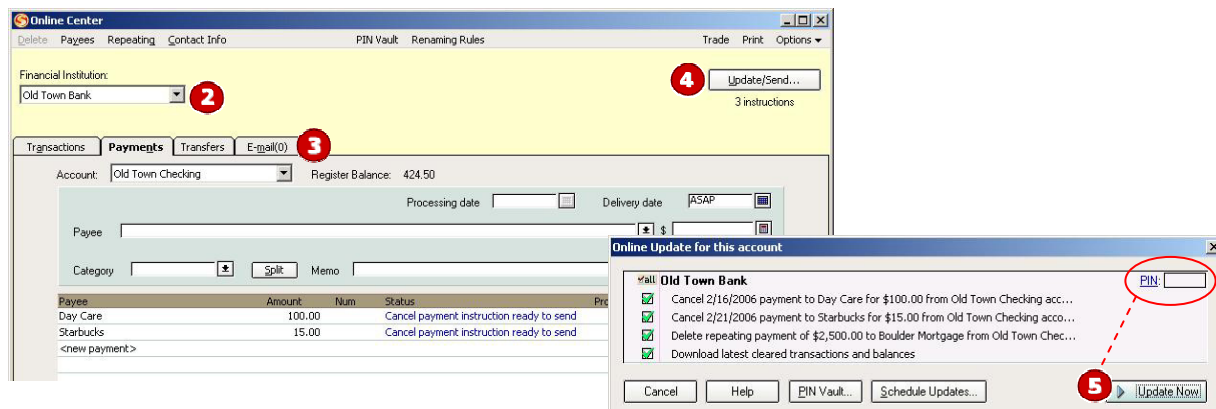 Online Center
Delete Payees Repeating Contact Info PIN Vault Renaming Rules Trade Print Options
Financial Institution:
Old Town Bank 2
4 Update/Send...
3 instructions
Transactions Payments Transfers E-mail(0) 3
Account: Old Town Checking Register Balance: 424.50
Processing date Delivery date ASAP
Payee $
Category Split Memo
Payee Amount Num Status
Day Care 100.00 Cancel payment instruction ready to send
Starbucks 15.00 Cancel payment instruction ready to send
<new payment>
Online Update for this account
all Old Town Bank PIN:
Cancel 2/16/2006 payment to Day Care for $100.00 from Old Town Checking acc...
Cancel 2/21/2006 payment to Starbucks for $15.00 from Old Town Checking acco...
Delete repeating payment of $2,500.00 to Boulder Mortgage from Old Town Chec...
Download latest cleared transactions and balances
Cancel Help PIN Vault... Schedule Updates... 5 Update Now